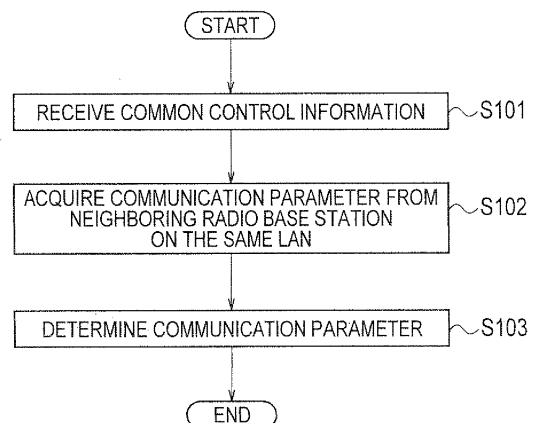 START
RECEIVE COMMON CONTROL INFORMATION
S101
ACQUIRE COMMUNICATION PARAMETER FROM
NEIGHBORING RADIO BASE STATION
ON THE SAME LAN
S102
DETERMINE COMMUNICATION PARAMETER
S103
END